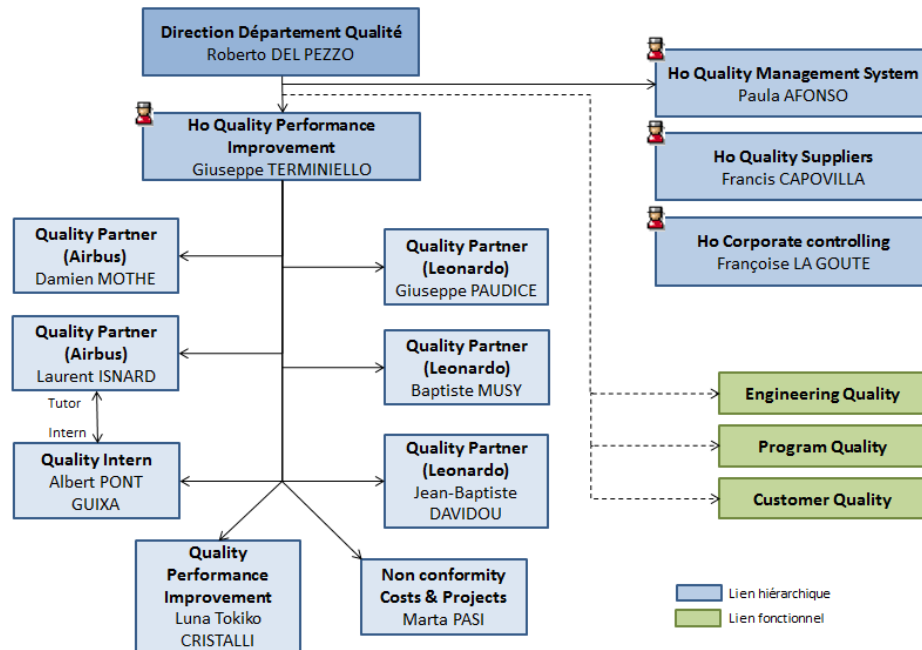 Direction Département Qualité
Roberto DEL PEZZO
Ho Quality Management System
Paula AFONSO
Ho Quality Performance
Improvement
Giuseppe TERMINIELLO
Ho Quality Suppliers
Francis CAPOVILLA
Ho Corporate controlling
Françoise LA GOUTE
Quality Partner
(Airbus)
Damien MOTHE
Quality Partner
(Leonardo)
Giuseppe PAUDICE
Quality Partner
(Airbus)
Laurent ISNARD
Quality Partner
(Leonardo)
Baptiste MUSY
Tutor
Intern
Quality Intern
Albert PONT
GUIXA
Quality Partner
(Leonardo)
Jean-Baptiste
DAVIDOU
Engineering Quality
Program Quality
Customer Quality
Quality
Performance
Improvement
Luna Tokiko
CRISTALLI
Non conformity
Costs & Projects
Marta PASI
Lien hiérarchique
Lien fonctionnel